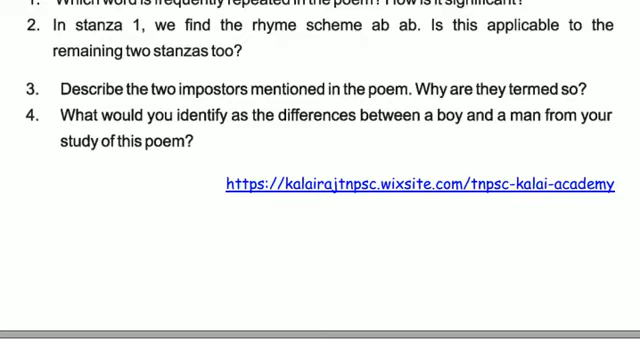 1. Which word is frequently repeated in the poem? How is it significant?
2. In stanza 1, we find the rhyme scheme ab ab. Is this applicable to the
remaining two stanzas too?
3. Describe the two impostors mentioned in the poem. Why are they termed so?
4. What would you identify as the differences between a boy and a man from your
study of this poem?
https://kalairajtnpsc.wixsite.com/tnpsc-kalai-academy